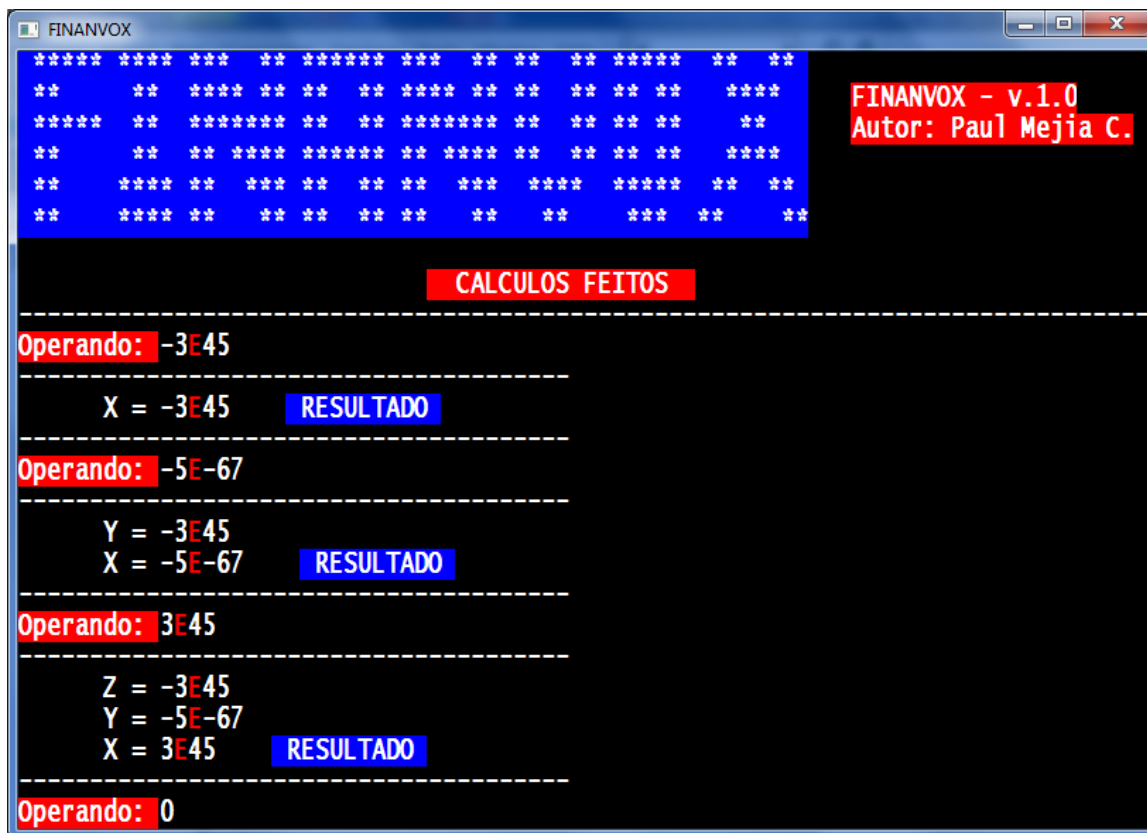 FINANVOX
FINANVOX - v.1.0
Autor: Paul Mejia C.
CALCULOS FEITOS
--------------------------------------------------------------------------------
Operando: -3E45
---------------------------------------
X = -3E45 RESULTADO
---------------------------------------
Operando: -5E-67
---------------------------------------
Y = -3E45
X = -5E-67 RESULTADO
---------------------------------------
Operando: 3E45
---------------------------------------
Z = -3E45
Y = -5E-67
X = 3E45 RESULTADO
---------------------------------------
Operando: 0